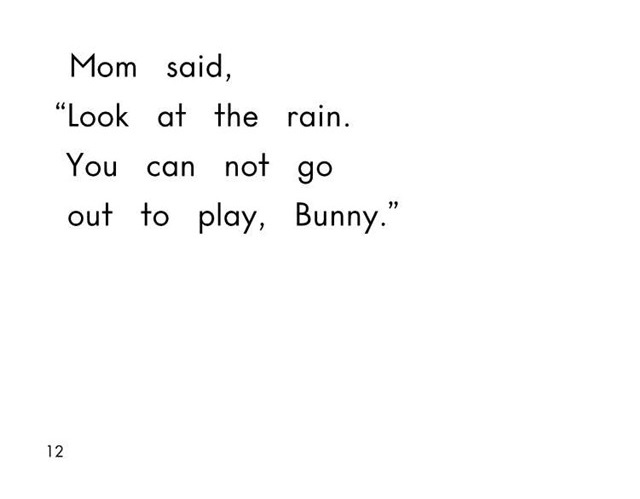 Mom said,
“Look at the rain.
You can not go
out to play, Bunny.”
12